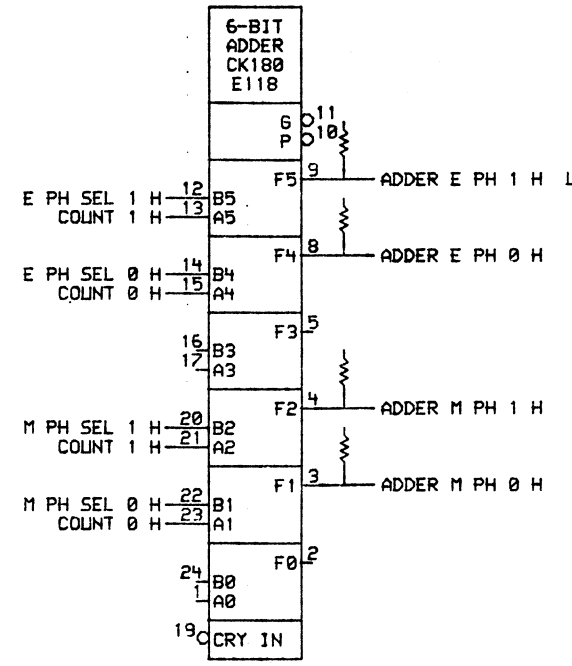 6-BIT
ADDER
CK180
E118
G 11
P 10
F5 9 ADDER E PH 1 H L
E PH SEL 1 H 12 B5
COUNT 1 H 13 A5
F4 8 ADDER E PH 0 H
E PH SEL 0 H 14 B4
COUNT 0 H 15 A4
F3 5
16 B3
17 A3
F2 4 ADDER M PH 1 H
M PH SEL 1 H 20 B2
COUNT 1 H 21 A2
F1 3 ADDER M PH 0 H
M PH SEL 0 H 22 B1
COUNT 0 H 23 A1
F0 2
24 B0
1 A0
19 CRY IN